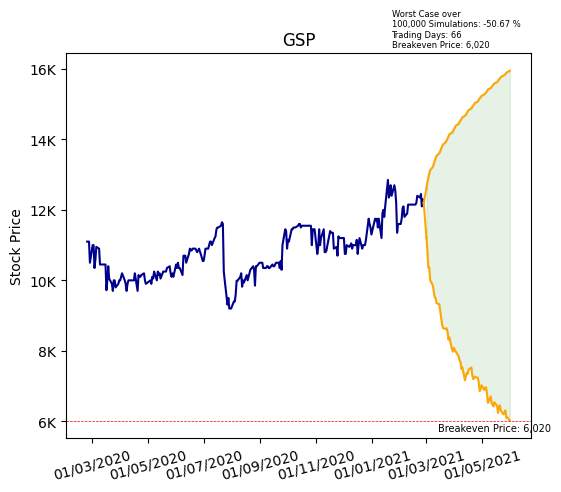 Worst Case over
100,000 Simulations: -50.67 %
Trading Days: 66
Breakeven Price: 6,020
GSP
Stock Price
16K
14K
12K
10K
8K
6K
Breakeven Price: 6,020
01/03/2020
01/05/2020
01/07/2020
01/09/2020
01/11/2020
01/01/2021
01/03/2021
01/05/2021